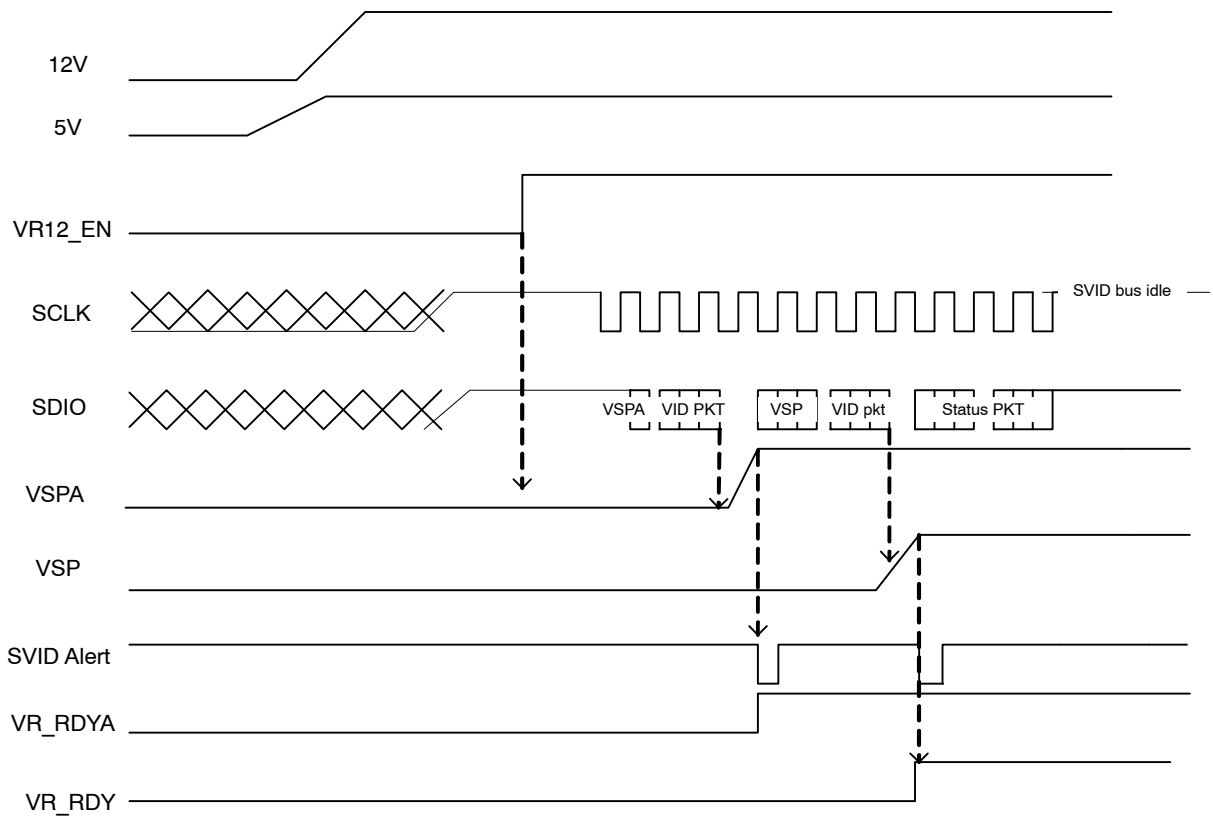 12V
5V
VR12_EN
SCLK
SVID bus idle
SDIO
VSPA VID PKT VSP VID pkt Status PKT
VSPA
VSP
SVID Alert
VR_RDYA
VR_RDY